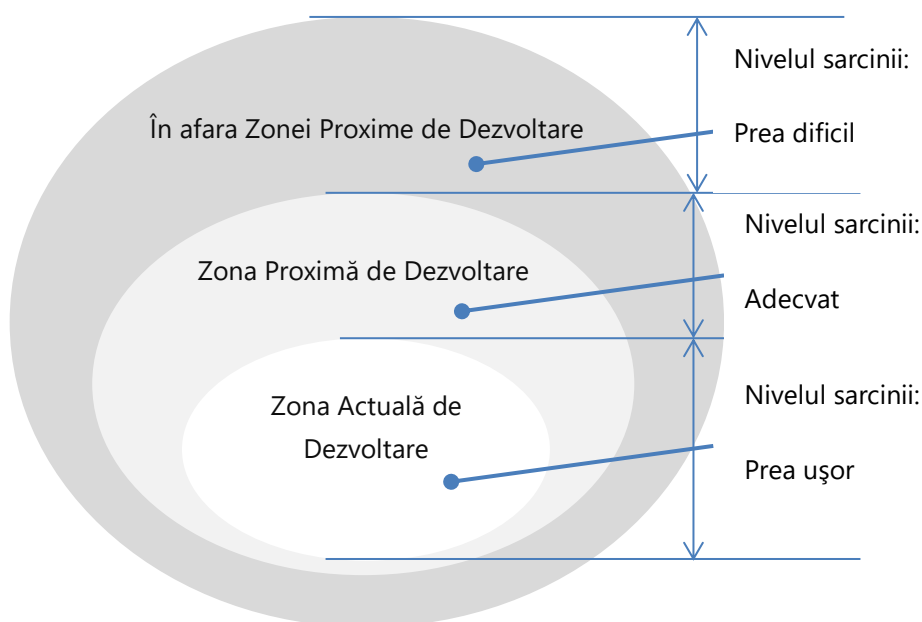 Nivelul sarcinii:
În afara Zonei Proxime de Dezvoltare
Prea dificil
Nivelul sarcinii:
Zona Proximă de Dezvoltare
Adecvat
Nivelul sarcinii:
Zona Actuală de
Dezvoltare
Prea uşor